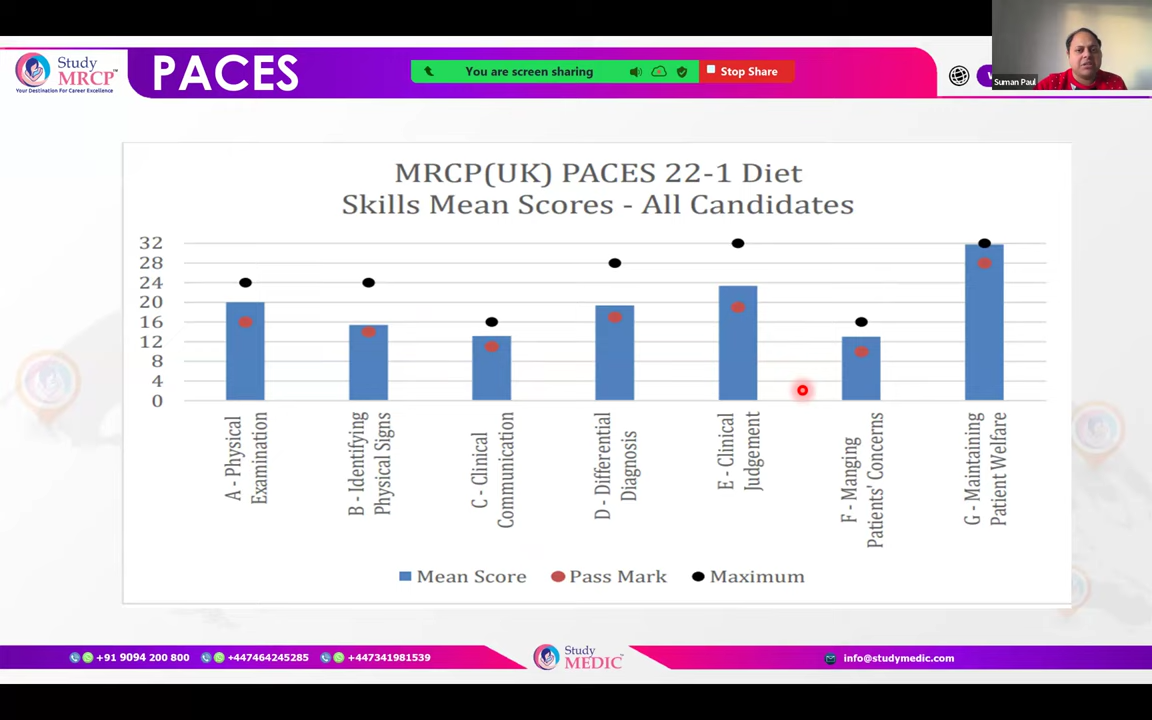 Study
MRCP™
Your Destination For Career Excellence
PACES
You are screen sharing
Stop Share
Suman Paul
MRCP(UK) PACES 22-1 Diet
Skills Mean Scores - All Candidates
32
28
24
20
16
12
8
4
0
A - Physical
Examination
B - Identifying
Physical Signs
C - Clinical
Communication
D - Differential
Diagnosis
E - Clinical
Judgement
F - Manging
Patients' Concerns
G - Maintaining
Patient Welfare
Mean Score
Pass Mark
Maximum
+91 9094 200 800
+447464245285
+447341981539
Study
MEDIC™
info@studymedic.com